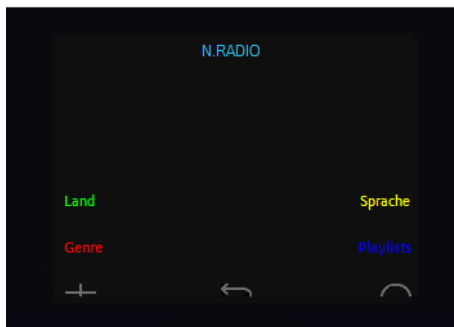 N.RADIO
Land
Sprache
Genre
Playlists